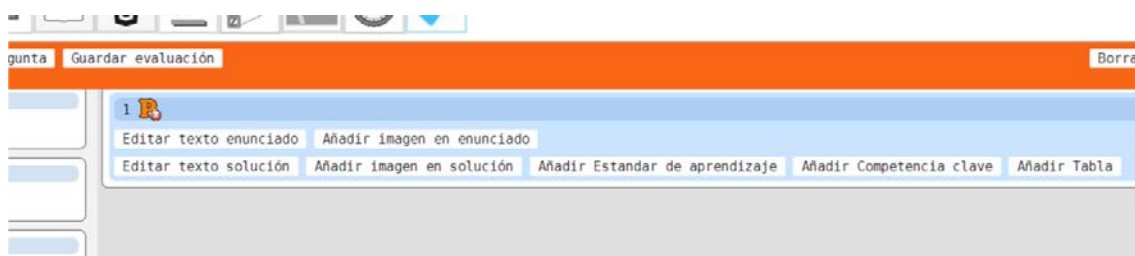 gunta Guardar evaluación Borra
1
Editar texto enunciado Añadir imagen en enunciado
Editar texto solución Añadir imagen en solución Añadir Estandar de aprendizaje Añadir Competencia clave Añadir Tabla